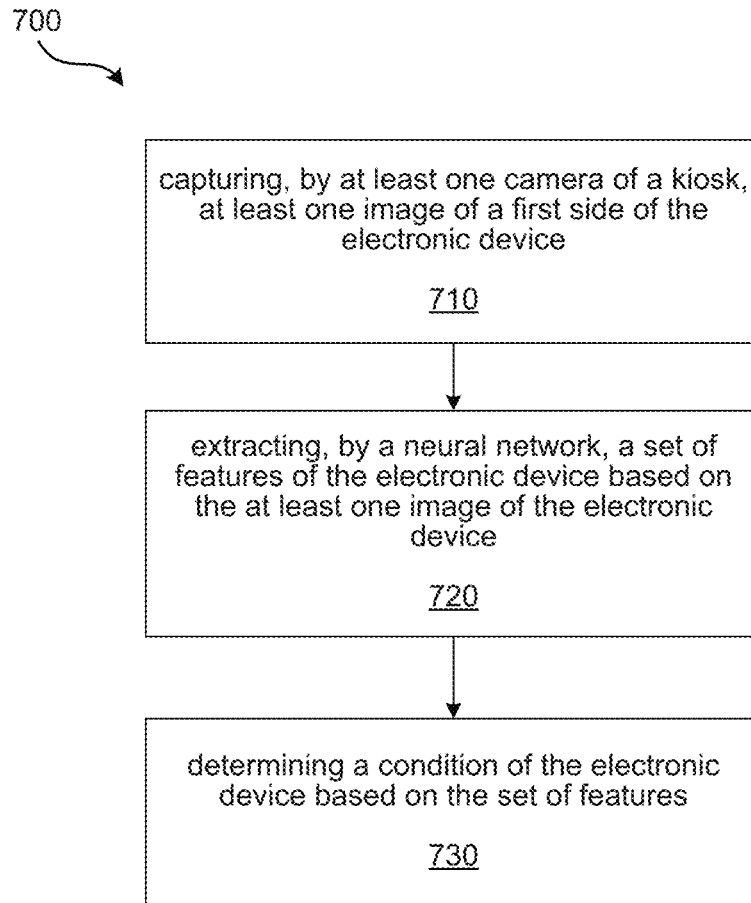 700
capturing, by at least one camera of a kiosk,
at least one image of a first side of the
electronic device
710
extracting, by a neural network, a set of
features of the electronic device based on
the at least one image of the electronic
device
720
determining a condition of the electronic
device based on the set of features
730